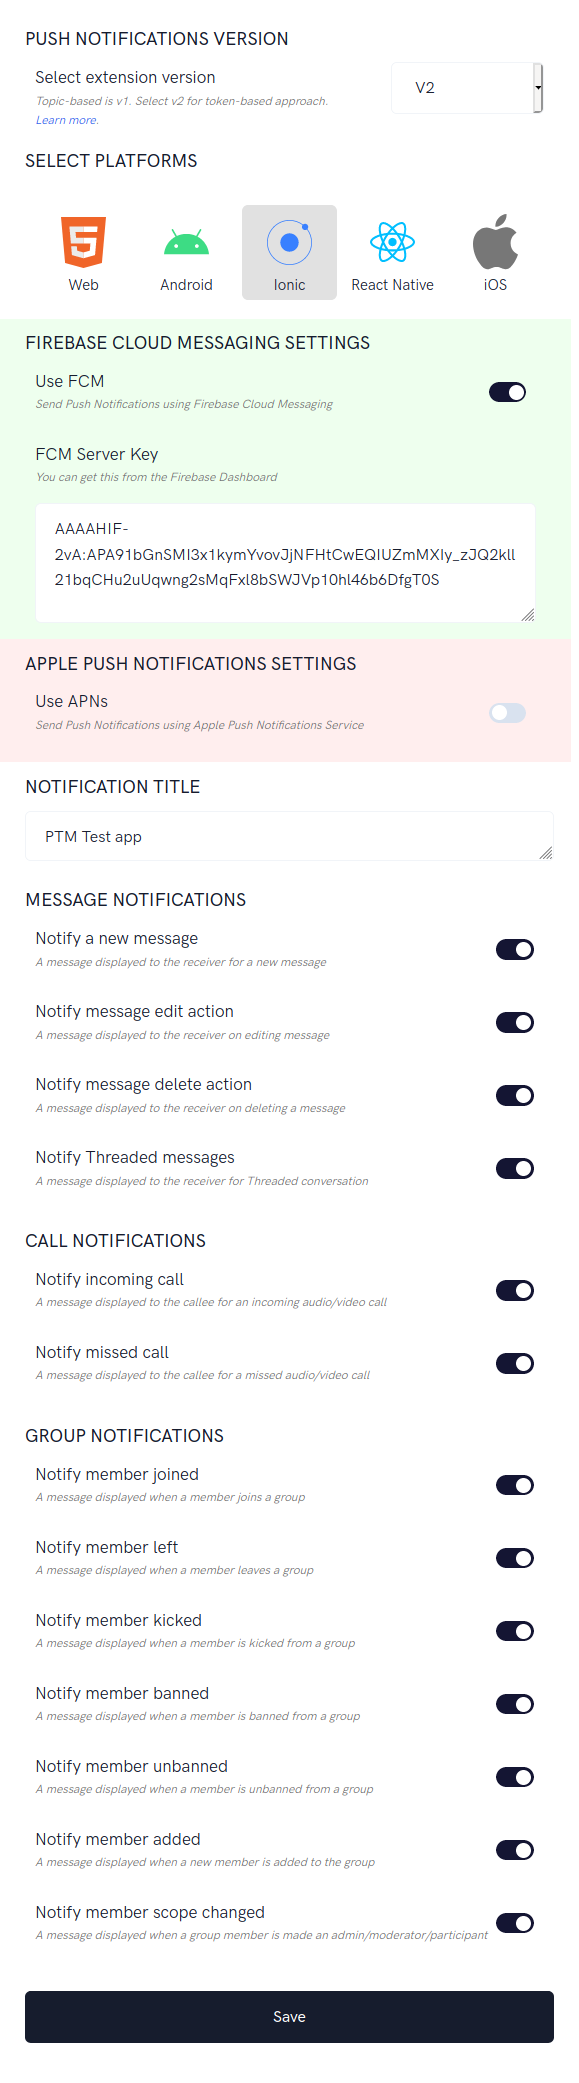 PUSH NOTIFICATIONS VERSION
Select extension version
Topic-based is v1. Select v2 for token-based approach.
Learn more.
V2
SELECT PLATFORMS
Web
Android
Ionic
React Native
iOS
FIREBASE CLOUD MESSAGING SETTINGS
Use FCM
Send Push Notifications using Firebase Cloud Messaging
FCM Server Key
You can get this from the Firebase Dashboard
AAAAHIF-
2vA:APA91bGnSMI3x1kymYvovJjNFHtCwEQIUZmMXIy_zJQ2kll
21bqCHu2uUqwng2sMqFxl8bSWJVp10hl46b6DfgT0S
APPLE PUSH NOTIFICATIONS SETTINGS
Use APNs
Send Push Notifications using Apple Push Notifications Service
NOTIFICATION TITLE
PTM Test app
MESSAGE NOTIFICATIONS
Notify a new message
A message displayed to the receiver for a new message
Notify message edit action
A message displayed to the receiver on editing message
Notify message delete action
A message displayed to the receiver on deleting a message
Notify Threaded messages
A message displayed to the receiver for Threaded conversation
CALL NOTIFICATIONS
Notify incoming call
A message displayed to the callee for an incoming audio/video call
Notify missed call
A message displayed to the callee for a missed audio/video call
GROUP NOTIFICATIONS
Notify member joined
A message displayed when a member joins a group
Notify member left
A message displayed when a member leaves a group
Notify member kicked
A message displayed when a member is kicked from a group
Notify member banned
A message displayed when a member is banned from a group
Notify member unbanned
A message displayed when a member is unbanned from a group
Notify member added
A message displayed when a new member is added to the group
Notify member scope changed
A message displayed when a group member is made an admin/moderator/participant
Save